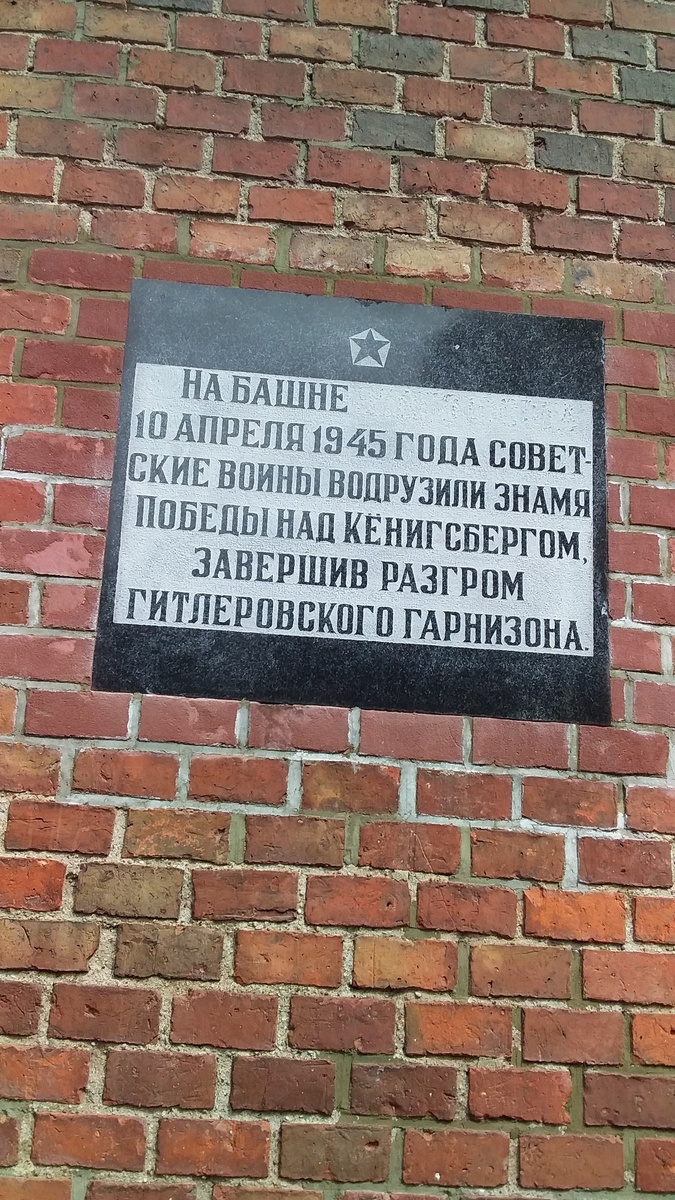 НА БАШНЕ
10 АПРЕЛЯ 1945 ГОДА СОВЕТ-
СКИЕ ВОИНЫ ВОДРУЗИЛИ ЗНАМЯ
ПОБЕДЫ НАД КЁНИГСБЕРГОМ,
ЗАВЕРШИВ РАЗГРОМ
ГИТЛЕРОВСКОГО ГАРНИЗОНА.